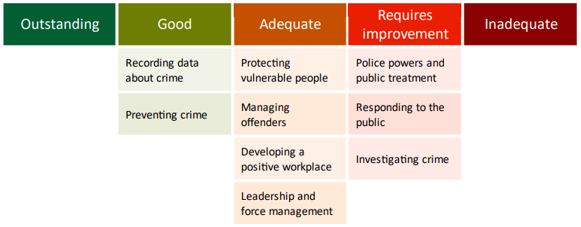 Outstanding
Good
Adequate
Requires
improvement
Inadequate
Recording data
about crime
Protecting
vulnerable people
Police powers and
public treatment
Preventing crime
Managing
offenders
Responding to the
public
Developing a
positive workplace
Investigating crime
Leadership and
force management